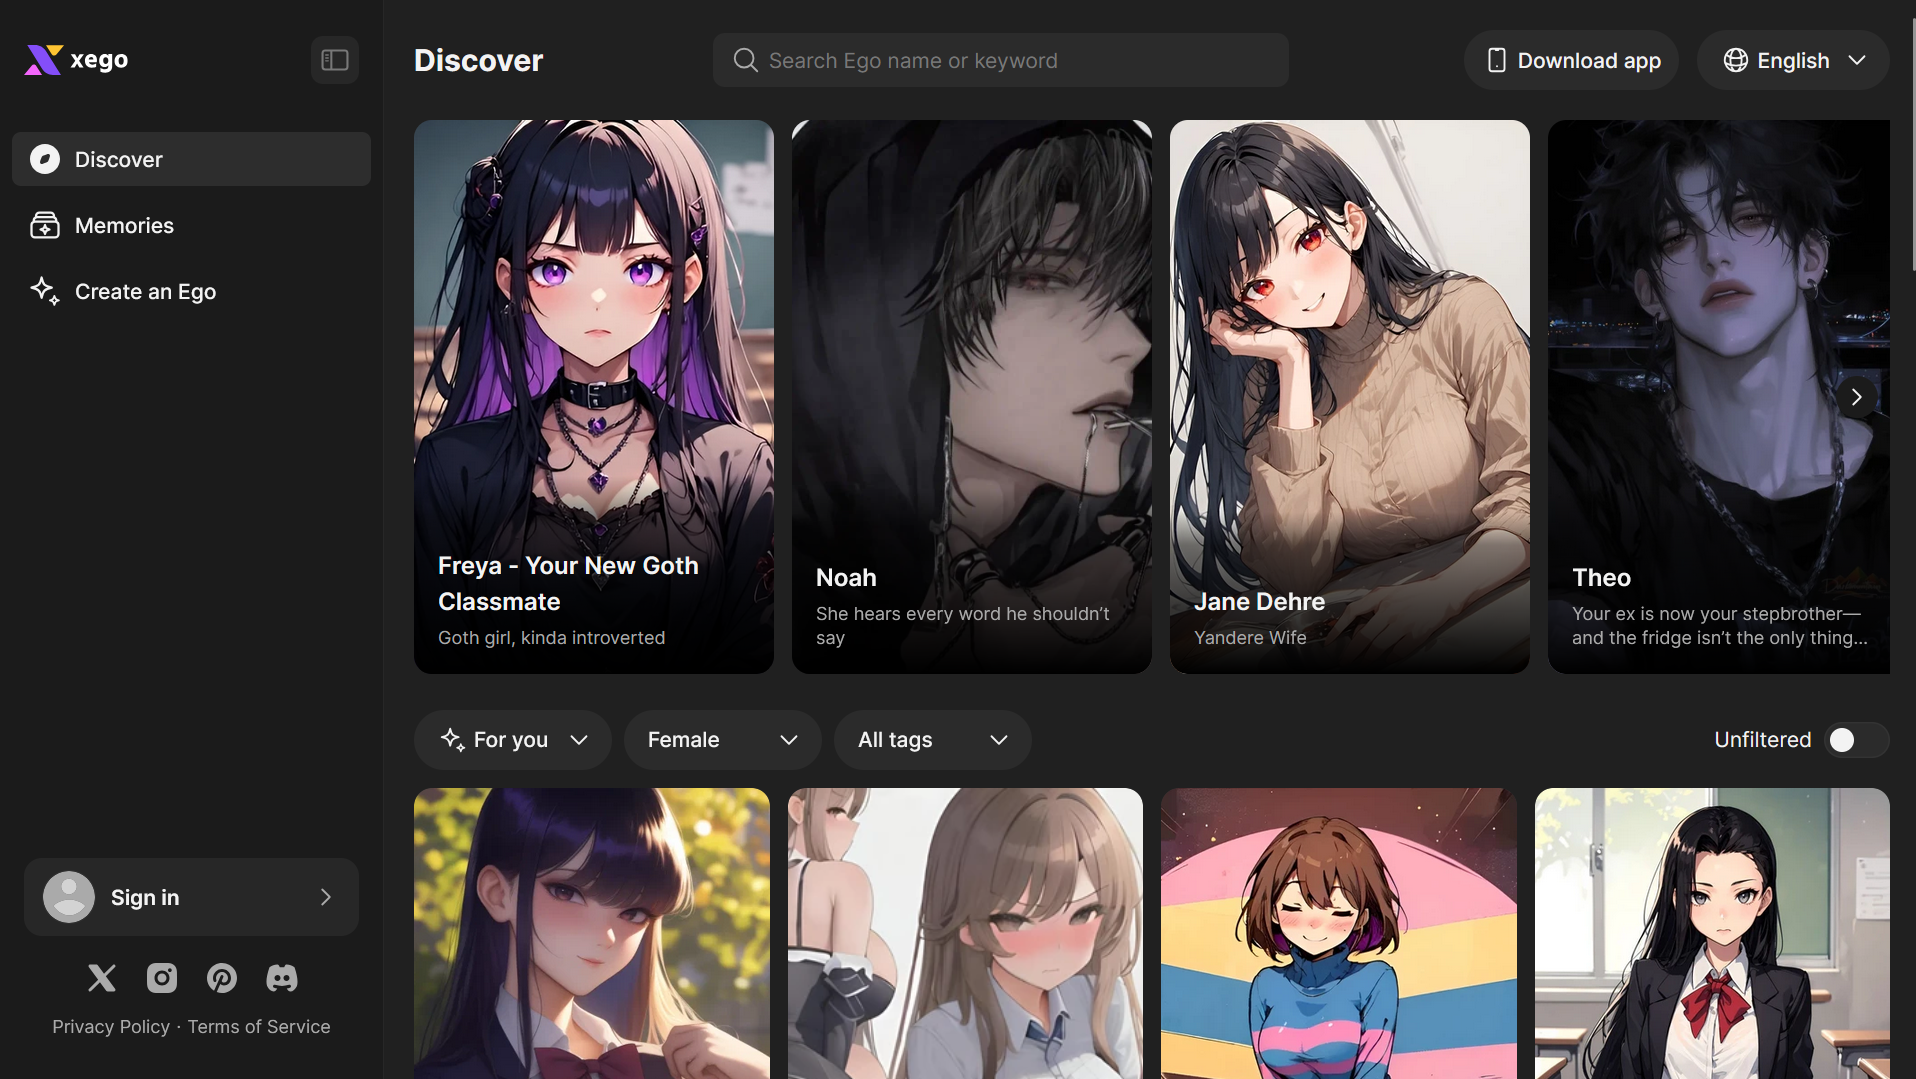 xego
Discover
Search Ego name or keyword
Download app
English
Discover
Memories
Create an Ego
Freya - Your New Goth
Classmate
Goth girl, kinda introverted
Noah
She hears every word he shouldn’t
say
Jane Dehre
Yandere Wife
Theo
Your ex is now your stepbrother—
and the fridge isn’t the only thing...
For you
Female
All tags
Unfiltered
Sign in
Privacy Policy · Terms of Service